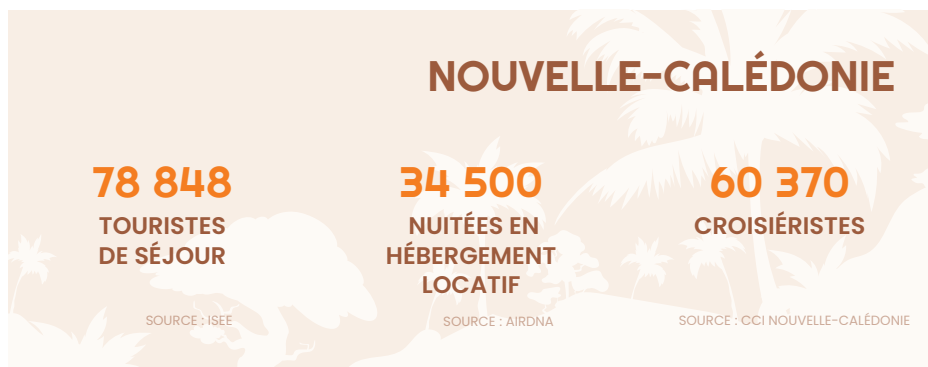 NOUVELLE-CALÉDONIE
78 848
TOURISTES
DE SÉJOUR
SOURCE : ISEE
34 500
NUITÉES EN
HÉBERGEMENT
LOCATIF
SOURCE : AIRDNA
60 370
CROISIÉRISTES
SOURCE : CCI NOUVELLE-CALÉDONIE